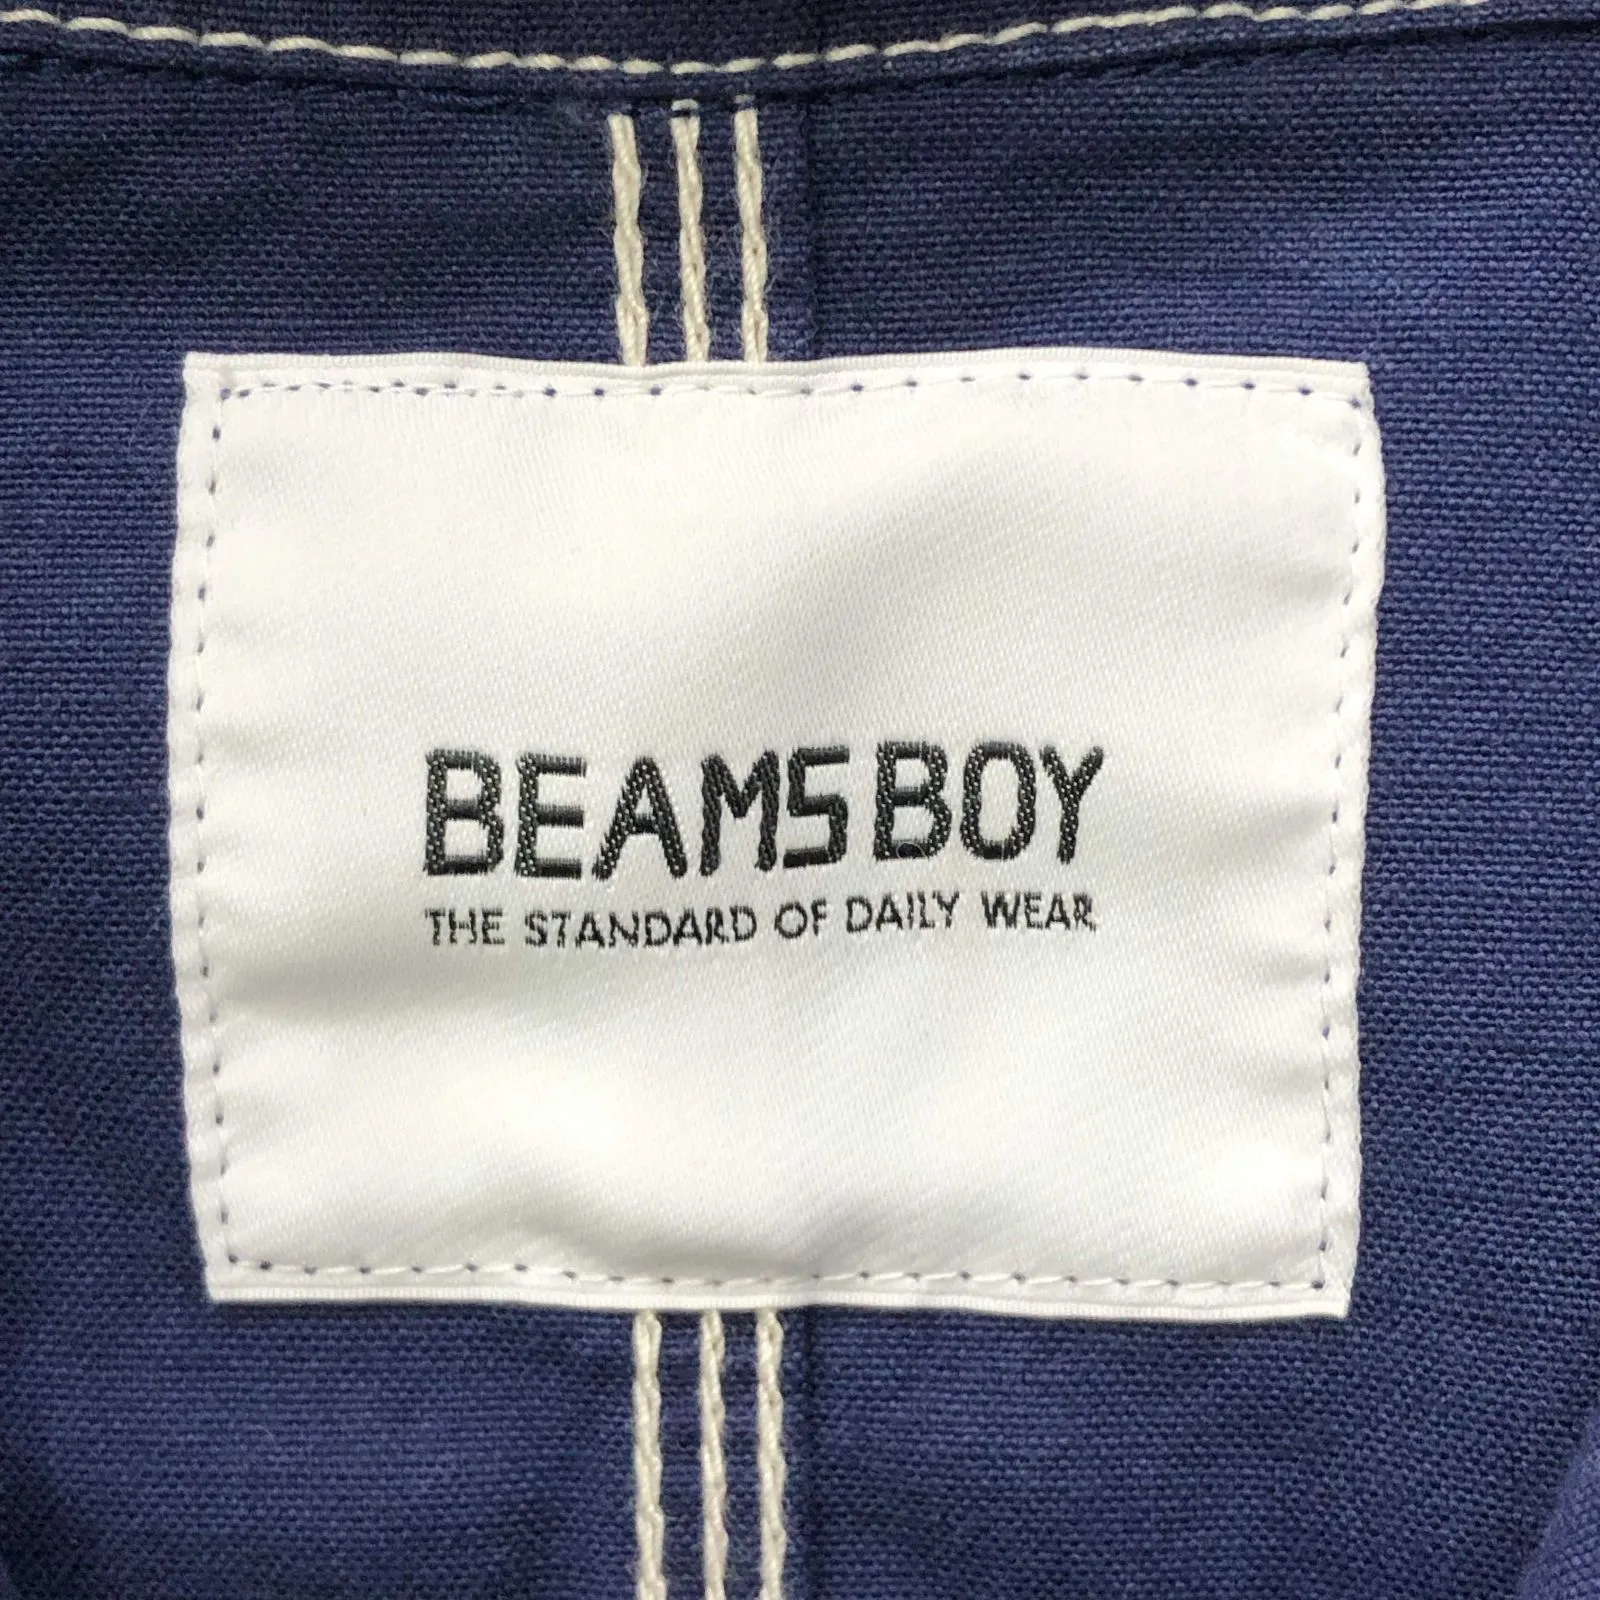 BEAMS BOY
THE STANDARD OF DAILY WEAR